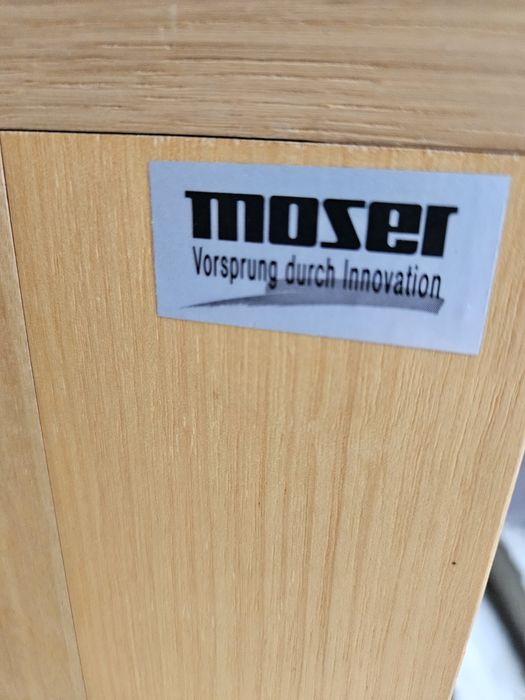 moser
Vorsprung durch Innovation